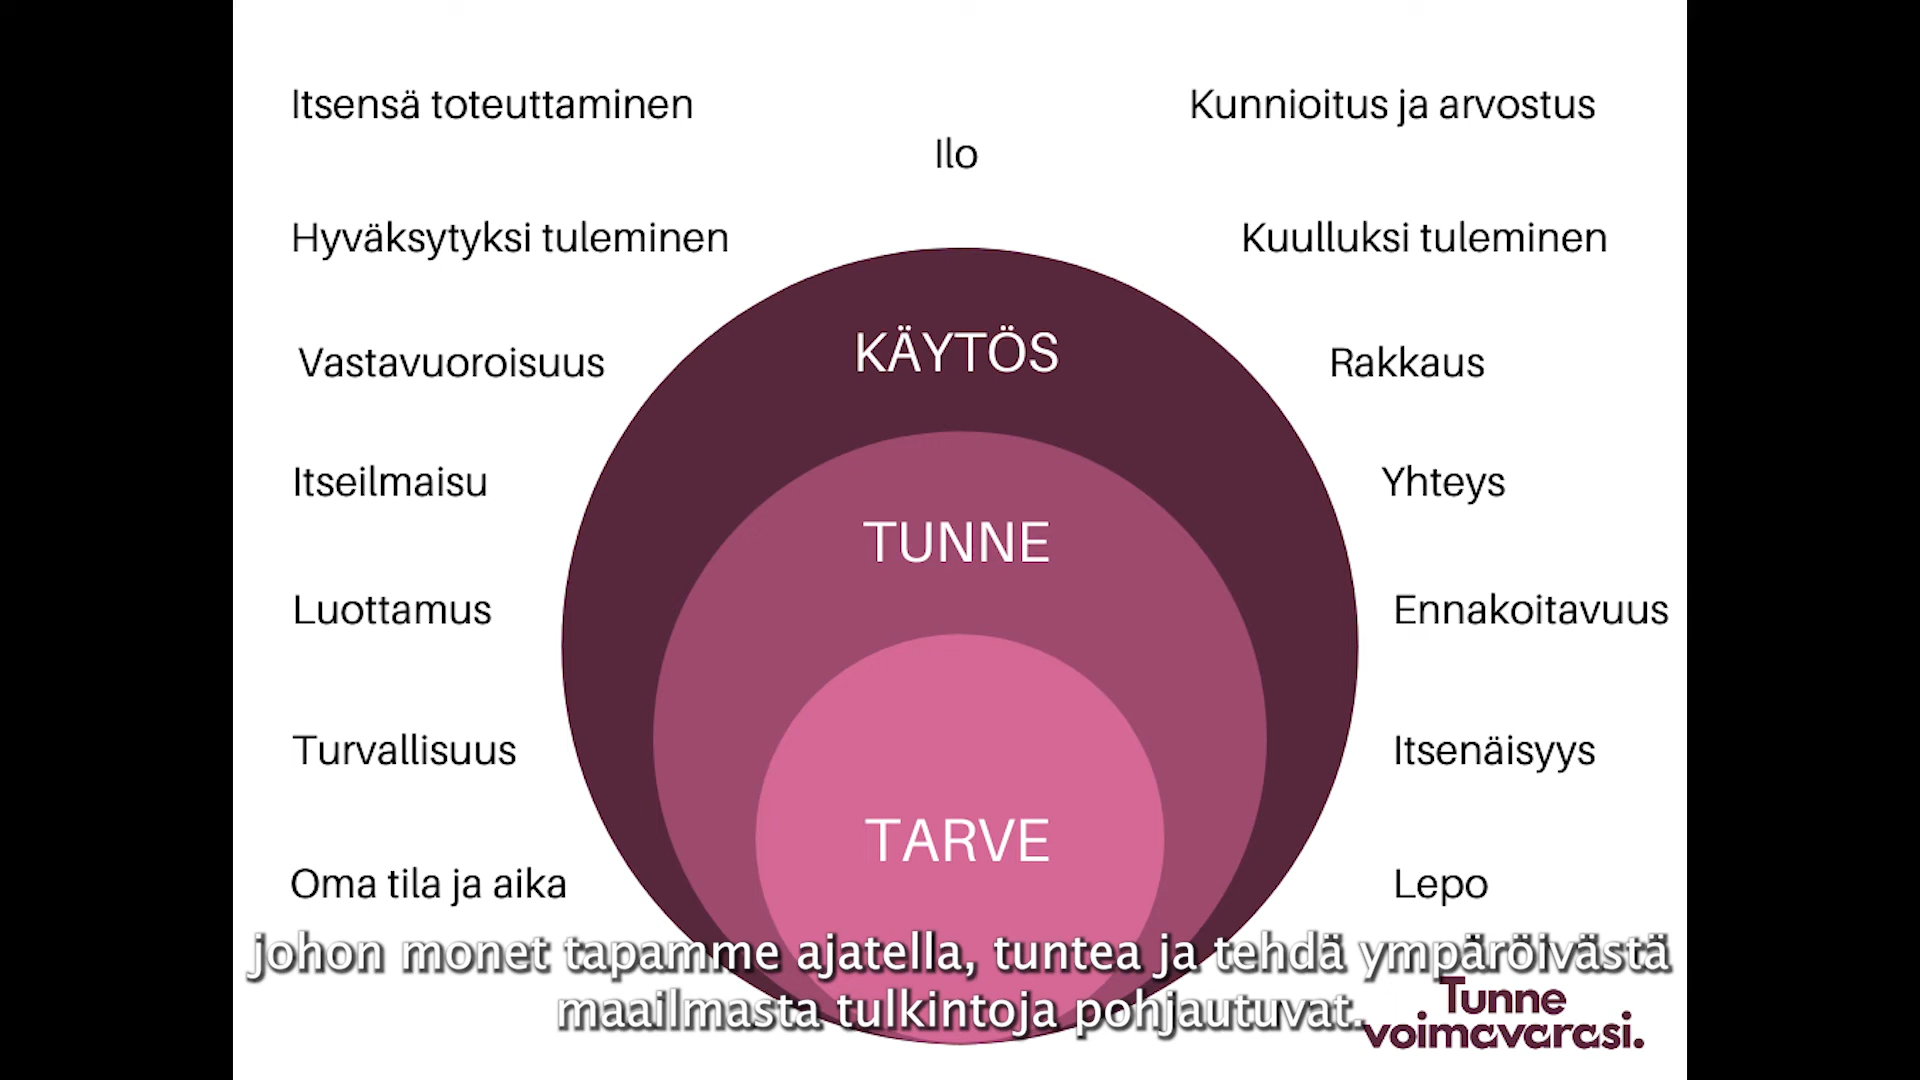 Itsensä toteuttaminen
Kunnioitus ja arvostus
Ilo
Hyväksytyksi tuleminen
Kuulluksi tuleminen
KÄYTÖS
Vastavuoroisuus
Rakkaus
Itseilmaisu
Yhteys
TUNNE
Luottamus
Ennakoitavuus
Turvallisuus
Itsenäisyys
TARVE
Oma tila ja aika
Lepo
johon monet tapamme ajatella, tuntea ja tehdä ympäröivästä
maailmasta tulkintoja pohjautuvat.
Tunne
voimavarasi.